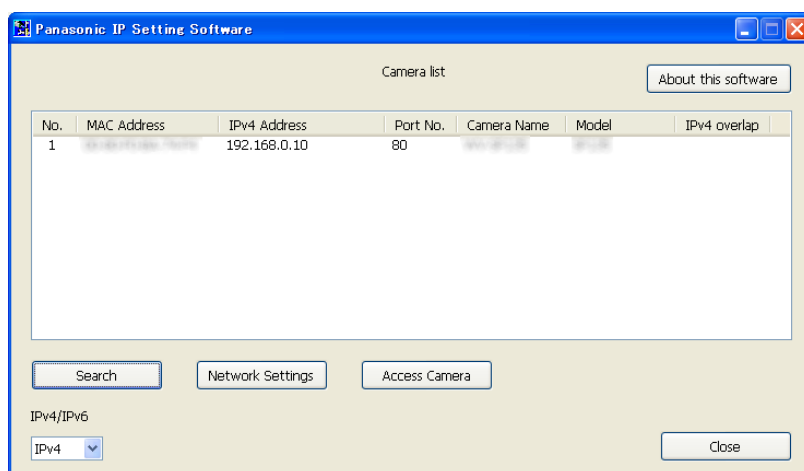 Panasonic IP Setting Software
Camera list
About this software
No. MAC Address IPv4 Address Port No. Camera Name Model IPv4 overlap
1 192.168.0.10 80
Search Network Settings Access Camera
IPv4/IPv6
IPv4 Close